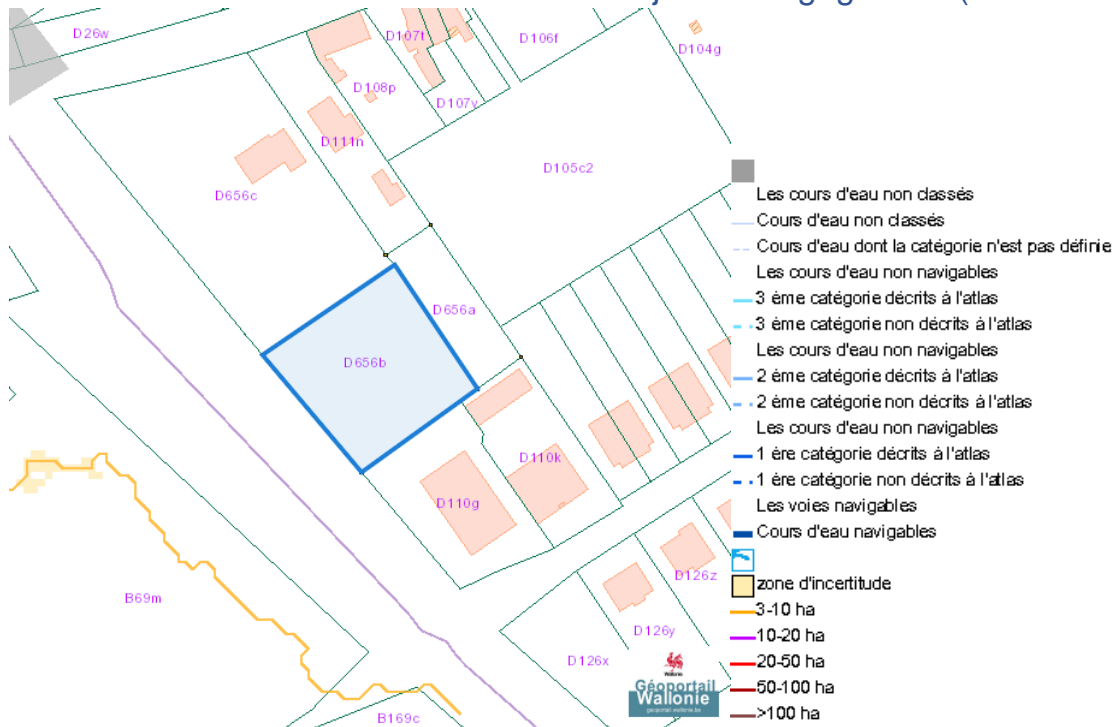 D26w
D107t
D106f
D104g
D108p
D107y
D111n
D105c2
D656c
D656a
D656b
D110k
D110g
D126z
B69m
D126y
D126x
B169c
Wallonie
Géoportail
Wallonie
geoportail.wallonie.be
Les cours d'eau non classés
Cours d'eau non classés
Cours d'eau dont la catégorie n'est pas définie
Les cours d'eau non navigables
3 ème catégorie décrits à l'atlas
3 ème catégorie non décrits à l'atlas
Les cours d'eau non navigables
2 ème catégorie décrits à l'atlas
2 ème catégorie non décrits à l'atlas
Les cours d'eau non navigables
1 ère catégorie décrits à l'atlas
1 ère catégorie non décrits à l'atlas
Les voies navigables
Cours d'eau navigables
zone d'incertitude
3-10 ha
10-20 ha
20-50 ha
50-100 ha
>100 ha